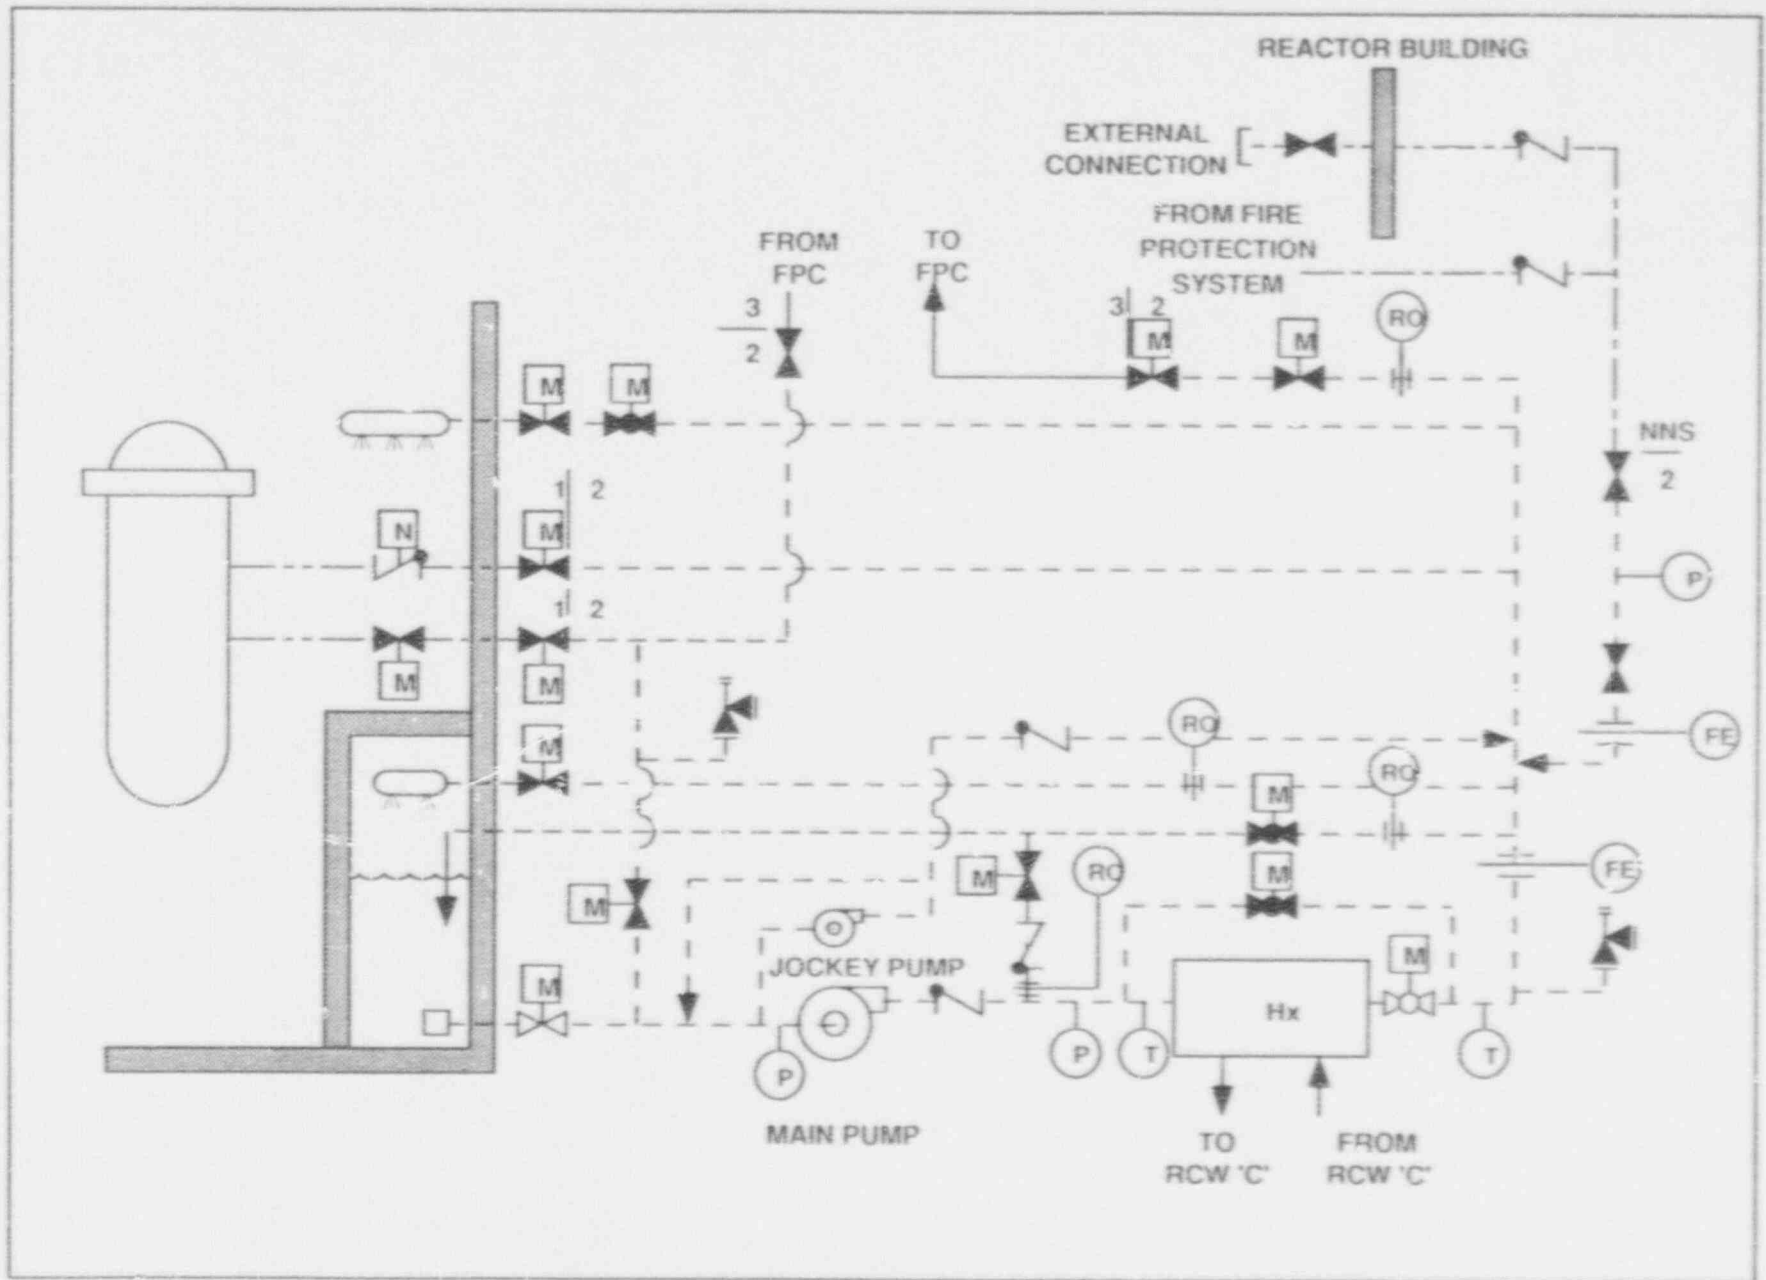 REACTOR BUILDING
EXTERNAL
CONNECTION
FROM FIRE
PROTECTION
SYSTEM
FROM
FPC
TO
FPC
3
2
3 2
RO
M
M
M
M
NNS
2
1 2
N
M
P
1 2
M
M
M
RO
FE
RO
M
M
RO
M
FE
M
JOCKEY PUMP
M
M
Hx
P
P
T
T
MAIN PUMP
TO
RCW 'C'
FROM
RCW 'C'